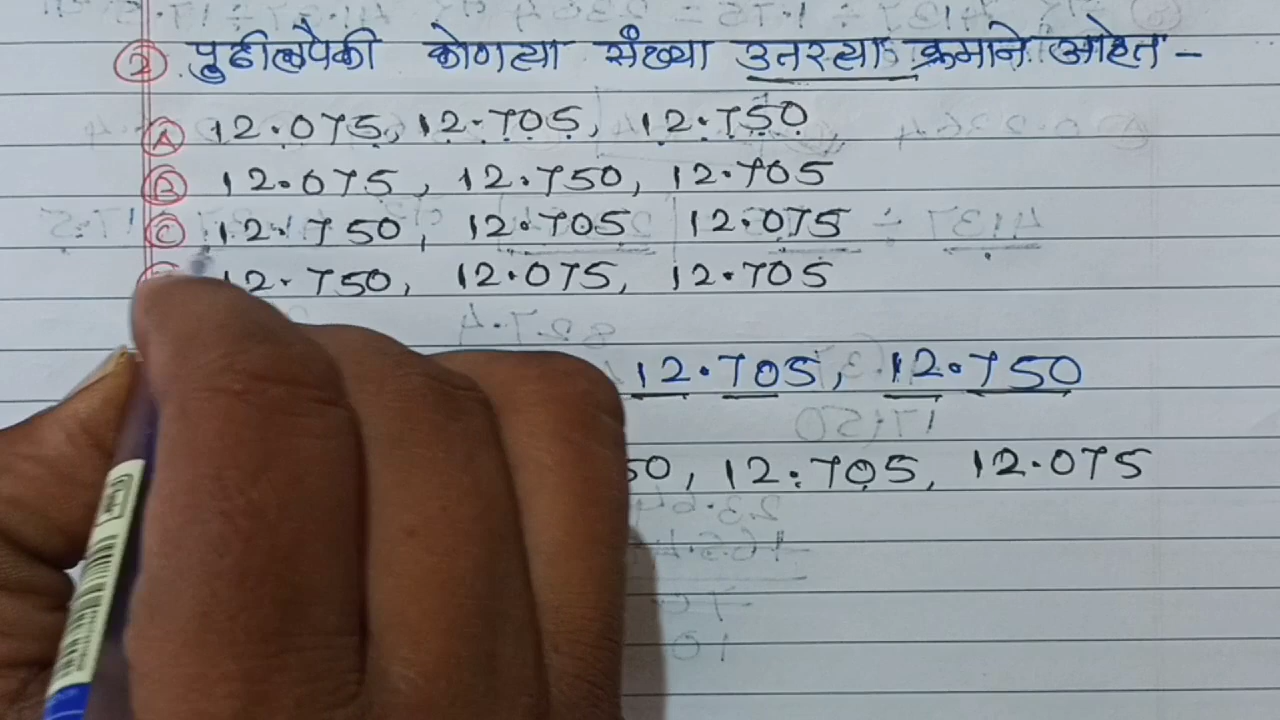 ② पुढीलपैकी कोणत्या संख्या उतरत्या क्रमाने आहेत -
Ⓐ 12.075, 12.705, 12.750
Ⓑ 12.075, 12.750, 12.705
Ⓒ 12.750, 12.705 12.075
12.750, 12.075, 12.705
12.705, 12.750
50, 12.705, 12.075